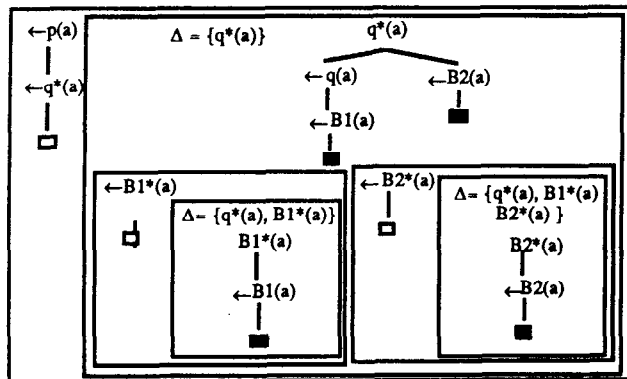 ←p(a)
←q*(a)
Δ = {q*(a)}
q*(a)
←q(a)
←B2(a)
←B1(a)
←B1*(a)
Δ= {q*(a), B1*(a)}
B1*(a)
←B1(a)
←B2*(a)
Δ = {q*(a), B1*(a)
B2*(a) }
B2*(a)
←B2(a)